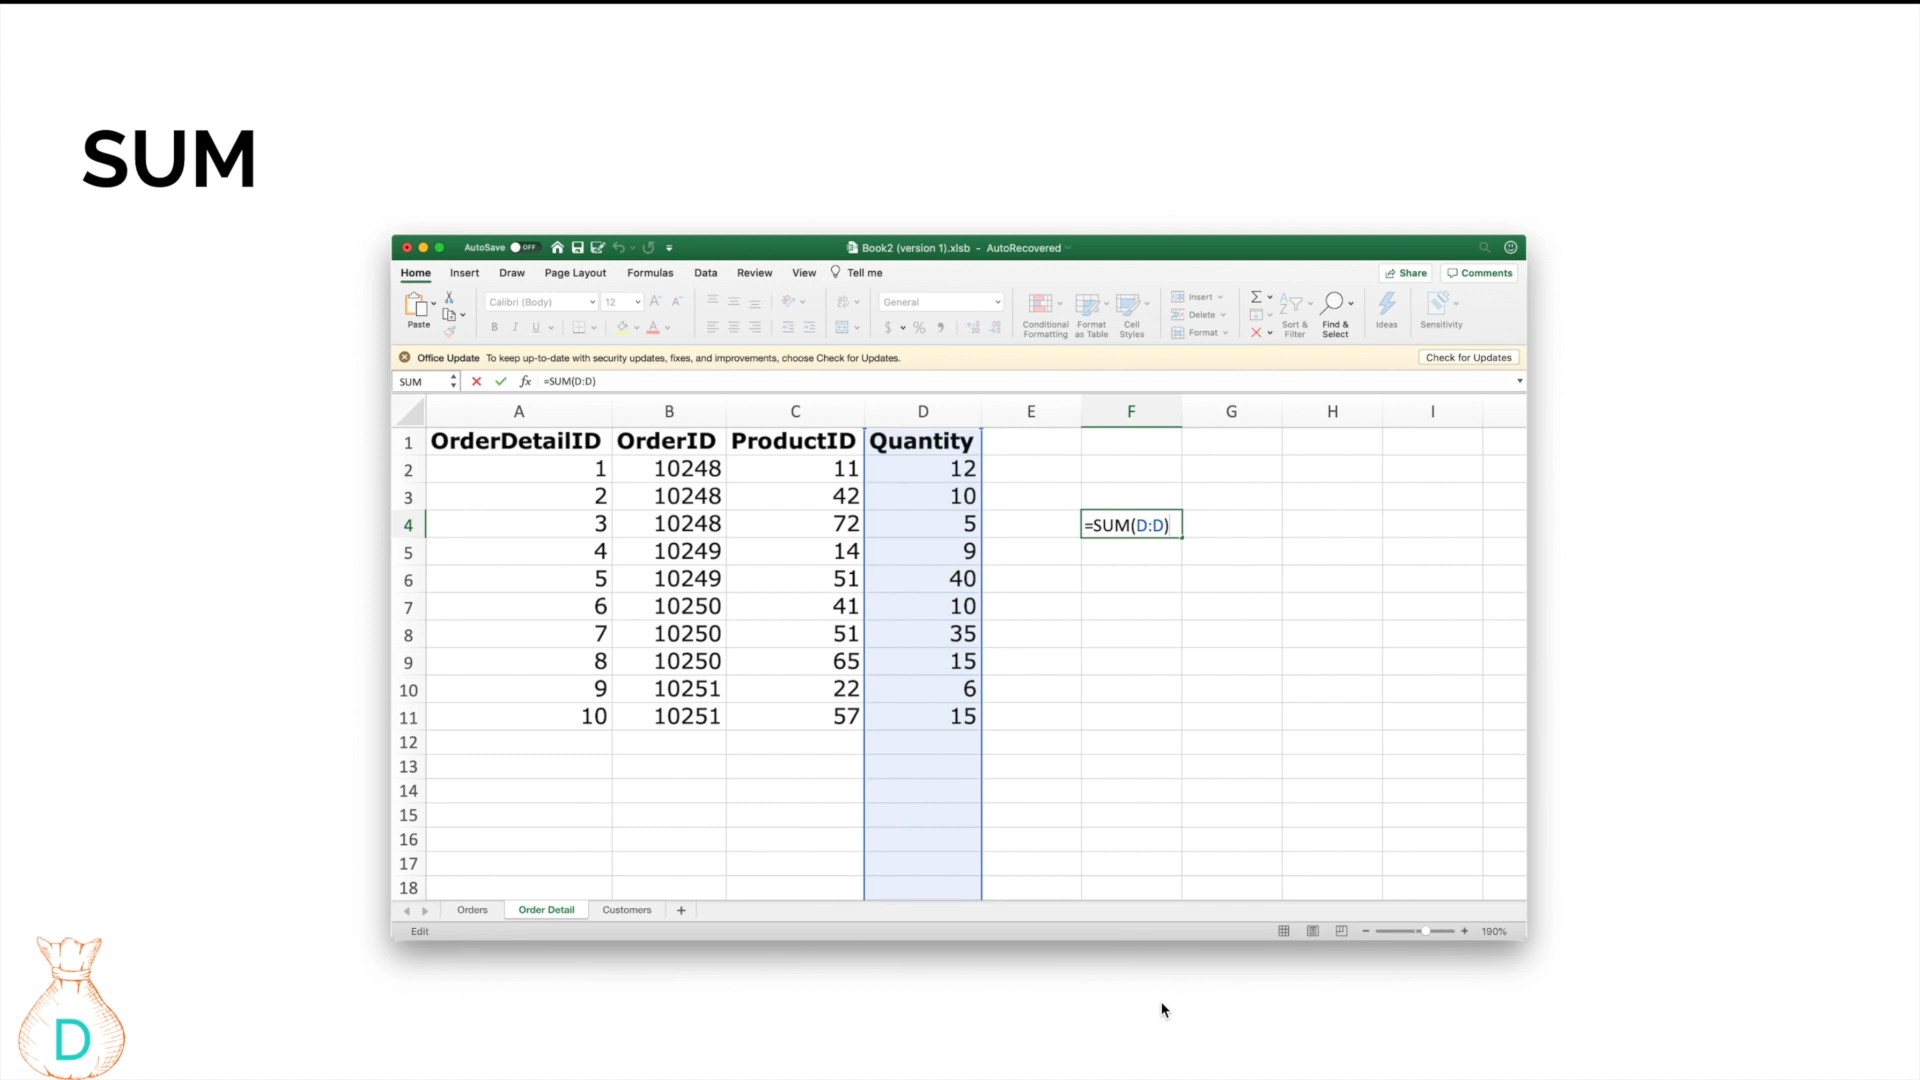 SUM
AutoSave OFF Book2 (version 1).xlsb - AutoRecovered
Home Insert Draw Page Layout Formulas Data Review View Tell me Share Comments
Paste Calibri (Body) 12 A A General Insert
B I U A $ % Delete
Conditional Formatting Format as Table Cell Styles Format Sort & Filter Find & Select Ideas Sensitivity
Office Update To keep up-to-date with security updates, fixes, and improvements, choose Check for Updates. Check for Updates
SUM fx =SUM(D:D)
A B C D E F G H I
1 OrderDetailID OrderID ProductID Quantity
2 1 10248 11 12
3 2 10248 42 10
4 3 10248 72 5 =SUM(D:D)
5 4 10249 14 9
6 5 10249 51 40
7 6 10250 41 10
8 7 10250 51 35
9 8 10250 65 15
10 9 10251 22 6
11 10 10251 57 15
12
13
14
15
16
17
18
Orders Order Detail Customers +
Edit 190%
D